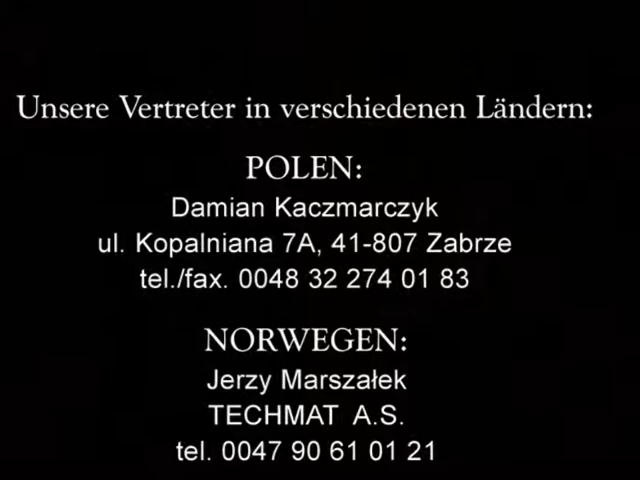 Unsere Vertreter in verschiedenen Ländern:
POLEN:
Damian Kaczmarczyk
ul. Kopalniana 7A, 41-807 Zabrze
tel./fax. 0048 32 274 01 83
NORWEGEN:
Jerzy Marszałek
TECHMAT A.S.
tel. 0047 90 61 01 21